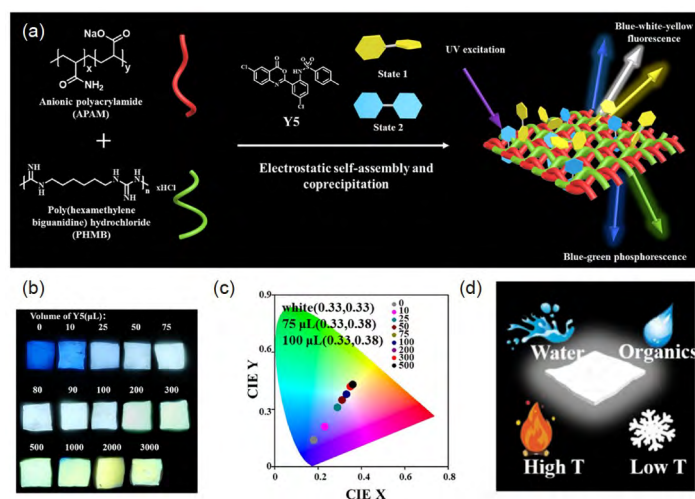 (a)
NaO
O
x
y
O
NH2
Anionic polyacrylamide
(APAM)
+
NH
NH
N
H
N
H
N
H
N
H
n
xHCl
Poly(hexamethylene
biguanidine) hydrochloride
(PHMB)
Cl
O
N
HN
O
S
O
Cl
Y5
State 1
State 2
Electrostatic self-assembly and
coprecipitation
UV excitation
Blue-white-yellow
fluorescence
Blue-green phosphorescence
(b)
Volume of Y5(μL):
0 10 25 50 75
80 90 100 200 300
500 1000 2000 3000
(c)
CIE Y
0.9
0.6
0.3
0
0.0 0.2 0.4 0.6 0.8
CIE X
white(0.33,0.33)
75 μL(0.33,0.38)
100 μL(0.33,0.38)
0
10
25
50
75
100
200
300
500
(d)
Water
Organics
High T
Low T